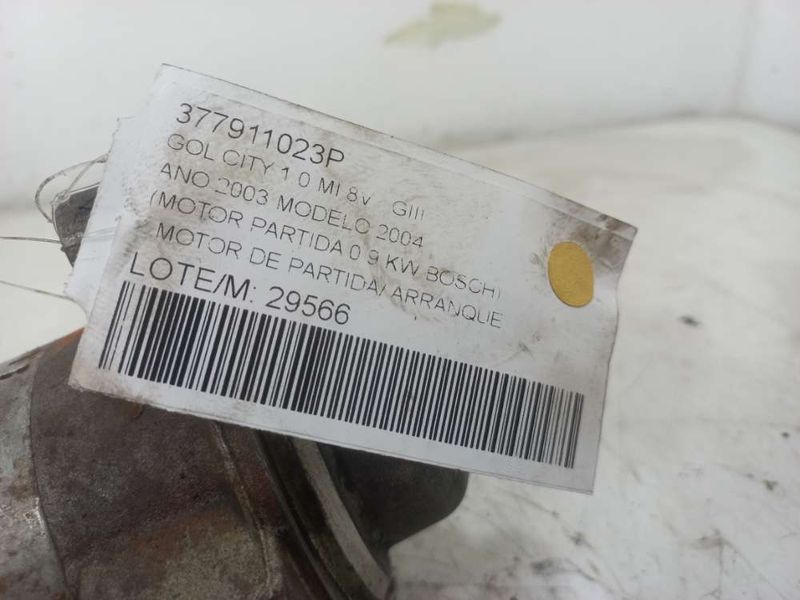 377911023P
GOL CITY 1.0 MI 8v GIII
ANO 2003 MODELO 2004
(MOTOR PARTIDA 0.9 KW BOSCH)
MOTOR DE PARTIDA/ ARRANQUE
LOTE/M: 29566